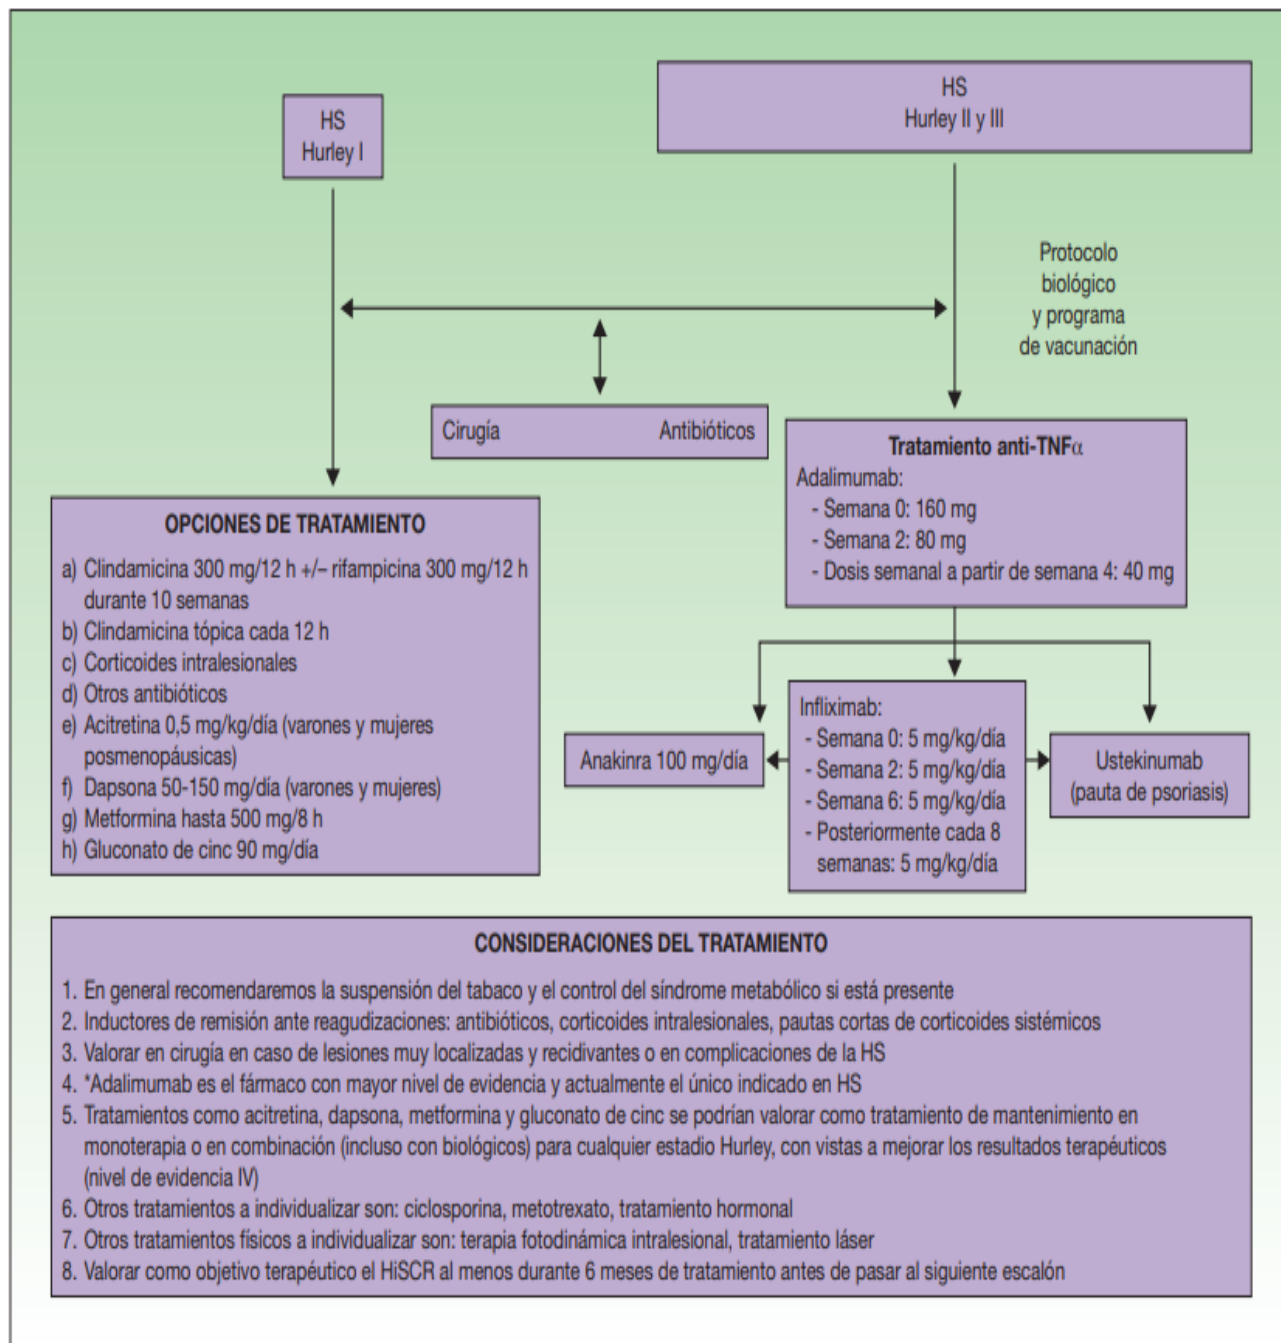 HS
Hurley I
HS
Hurley II y III
Protocolo
biológico
y programa
de vacunación
Cirugía Antibióticos
Tratamiento anti-TNFα
Adalimumab:
- Semana 0: 160 mg
- Semana 2: 80 mg
- Dosis semanal a partir de semana 4: 40 mg
OPCIONES DE TRATAMIENTO
a) Clindamicina 300 mg/12 h +/– rifampicina 300 mg/12 h
durante 10 semanas
b) Clindamicina tópica cada 12 h
c) Corticoides intralesionales
d) Otros antibióticos
e) Acitretina 0,5 mg/kg/día (varones y mujeres
posmenopáusicas)
f) Dapsona 50-150 mg/día (varones y mujeres)
g) Metformina hasta 500 mg/8 h
h) Gluconato de cinc 90 mg/día
Anakinra 100 mg/día
Infliximab:
- Semana 0: 5 mg/kg/día
- Semana 2: 5 mg/kg/día
- Semana 6: 5 mg/kg/día
- Posteriormente cada 8
semanas: 5 mg/kg/día
Ustekinumab
(pauta de psoriasis)
CONSIDERACIONES DEL TRATAMIENTO
1. En general recomendaremos la suspensión del tabaco y el control del síndrome metabólico si está presente
2. Inductores de remisión ante reagudizaciones: antibióticos, corticoides intralesionales, pautas cortas de corticoides sistémicos
3. Valorar en cirugía en caso de lesiones muy localizadas y recidivantes o en complicaciones de la HS
4. *Adalimumab es el fármaco con mayor nivel de evidencia y actualmente el único indicado en HS
5. Tratamientos como acitretina, dapsona, metformina y gluconato de cinc se podrían valorar como tratamiento de mantenimiento en
monoterapia o en combinación (incluso con biológicos) para cualquier estadio Hurley, con vistas a mejorar los resultados terapéuticos
(nivel de evidencia IV)
6. Otros tratamientos a individualizar son: ciclosporina, metotrexato, tratamiento hormonal
7. Otros tratamientos físicos a individualizar son: terapia fotodinámica intralesional, tratamiento láser
8. Valorar como objetivo terapéutico el HiSCR al menos durante 6 meses de tratamiento antes de pasar al siguiente escalón